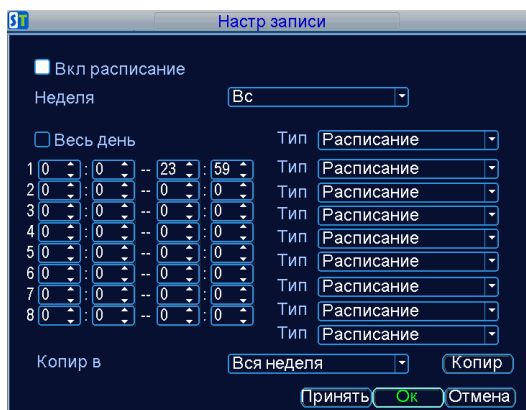 ST Настр записи
Вкл расписание
Неделя Вс
Весь день Тип Расписание
1 0 : 0 -- 23 : 59 Тип Расписание
2 0 : 0 -- 0 : 0 Тип Расписание
3 0 : 0 -- 0 : 0 Тип Расписание
4 0 : 0 -- 0 : 0 Тип Расписание
5 0 : 0 -- 0 : 0 Тип Расписание
6 0 : 0 -- 0 : 0 Тип Расписание
7 0 : 0 -- 0 : 0 Тип Расписание
8 0 : 0 -- 0 : 0 Тип Расписание
Копир в Вся неделя Копир
Принять Ок Отмена